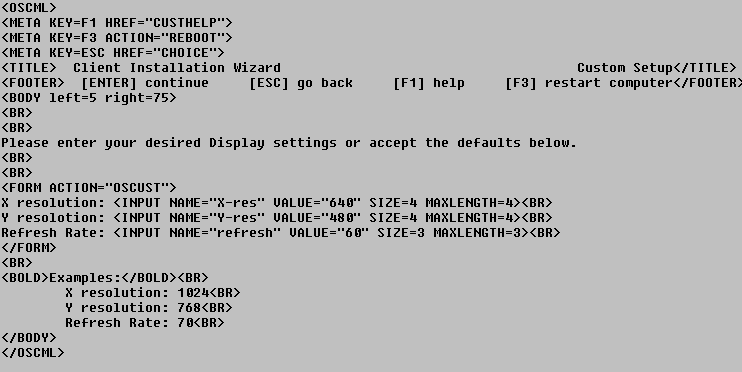 <OSCML>
<META KEY=F1 HREF="CUSTHELP">
<META KEY=F3 ACTION="REBOOT">
<META KEY=ESC HREF="CHOICE">
<TITLE>  Client Installation Wizard                                     Custom Setup</TITLE>
<FOOTER>  [ENTER] continue     [ESC] go back     [F1] help     [F3] restart computer</FOOTER>
<BODY left=5 right=75>
<BR>
<BR>
Please enter your desired Display settings or accept the defaults below.
<BR>
<BR>
<FORM ACTION="OSCUST">
X resolution: <INPUT NAME="X-res" VALUE="640" SIZE=4 MAXLENGTH=4><BR>
Y resolution: <INPUT NAME="Y-res" VALUE="480" SIZE=4 MAXLENGTH=4><BR>
Refresh Rate: <INPUT NAME="refresh" VALUE="60" SIZE=3 MAXLENGTH=3><BR>
</FORM>
<BR>
<BOLD>Examples:</BOLD><BR>
        X resolution: 1024<BR>
        Y resolution: 768<BR>
        Refresh Rate: 70<BR>
</BODY>
</OSCML>